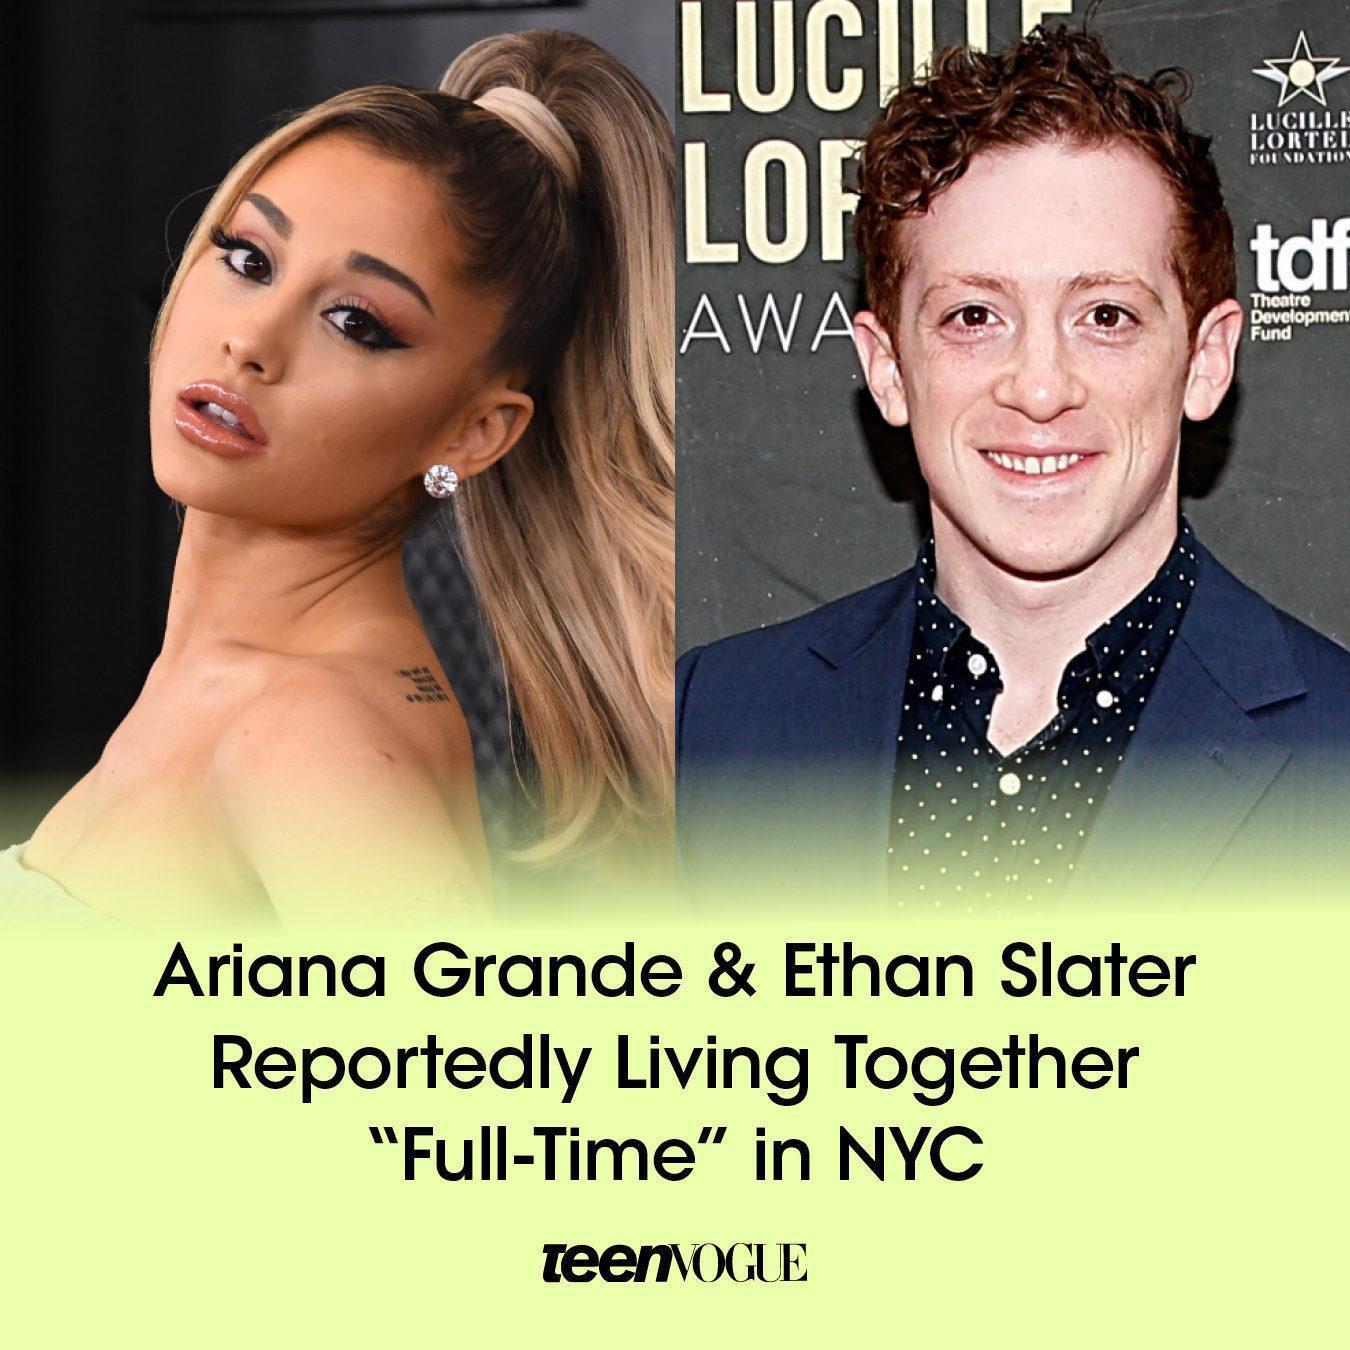 LUCILLE
LOR
AWA
LUCILLE
LORTEL
FOUNDATION
tdf
Theatre
Development
Fund
Ariana Grande & Ethan Slater
Reportedly Living Together
“Full-Time” in NYC
teenVOGUE